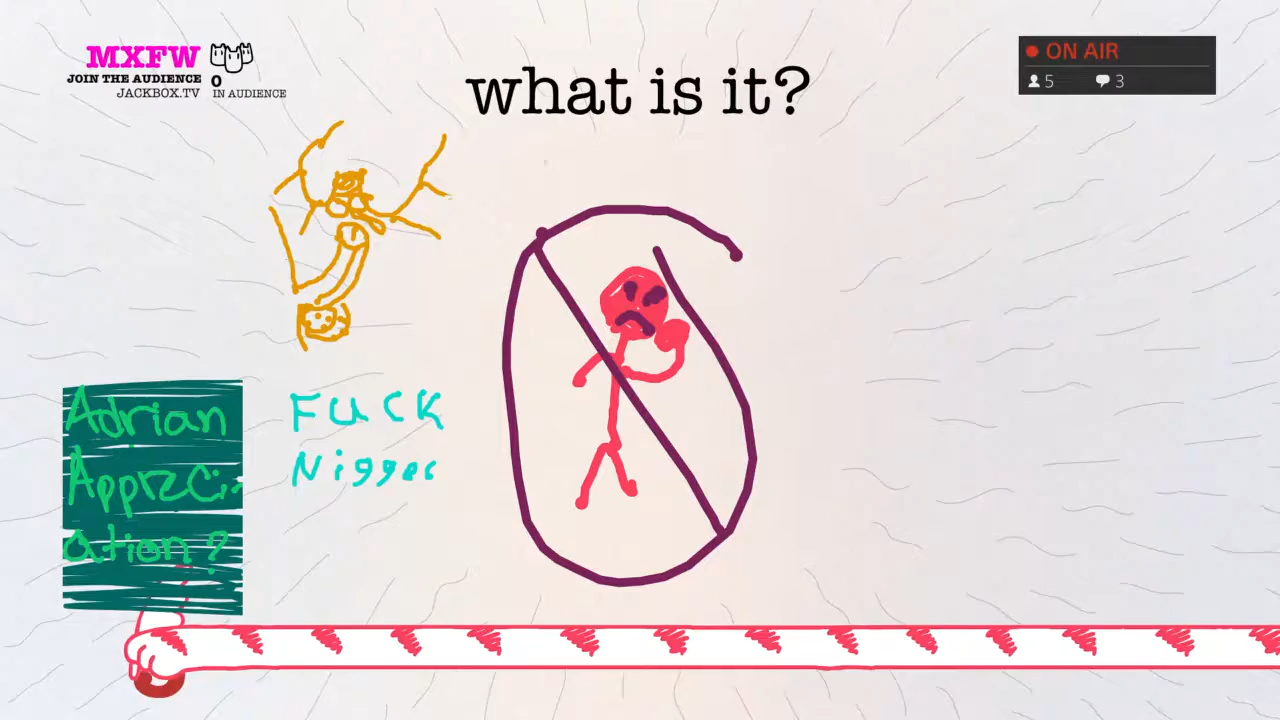 MXFW
JOIN THE AUDIENCE
JACKBOX.TV
0
IN AUDIENCE
what is it?
ON AIR
5 3
Adrian
Appreci-
ation?
FUCK
Nigger